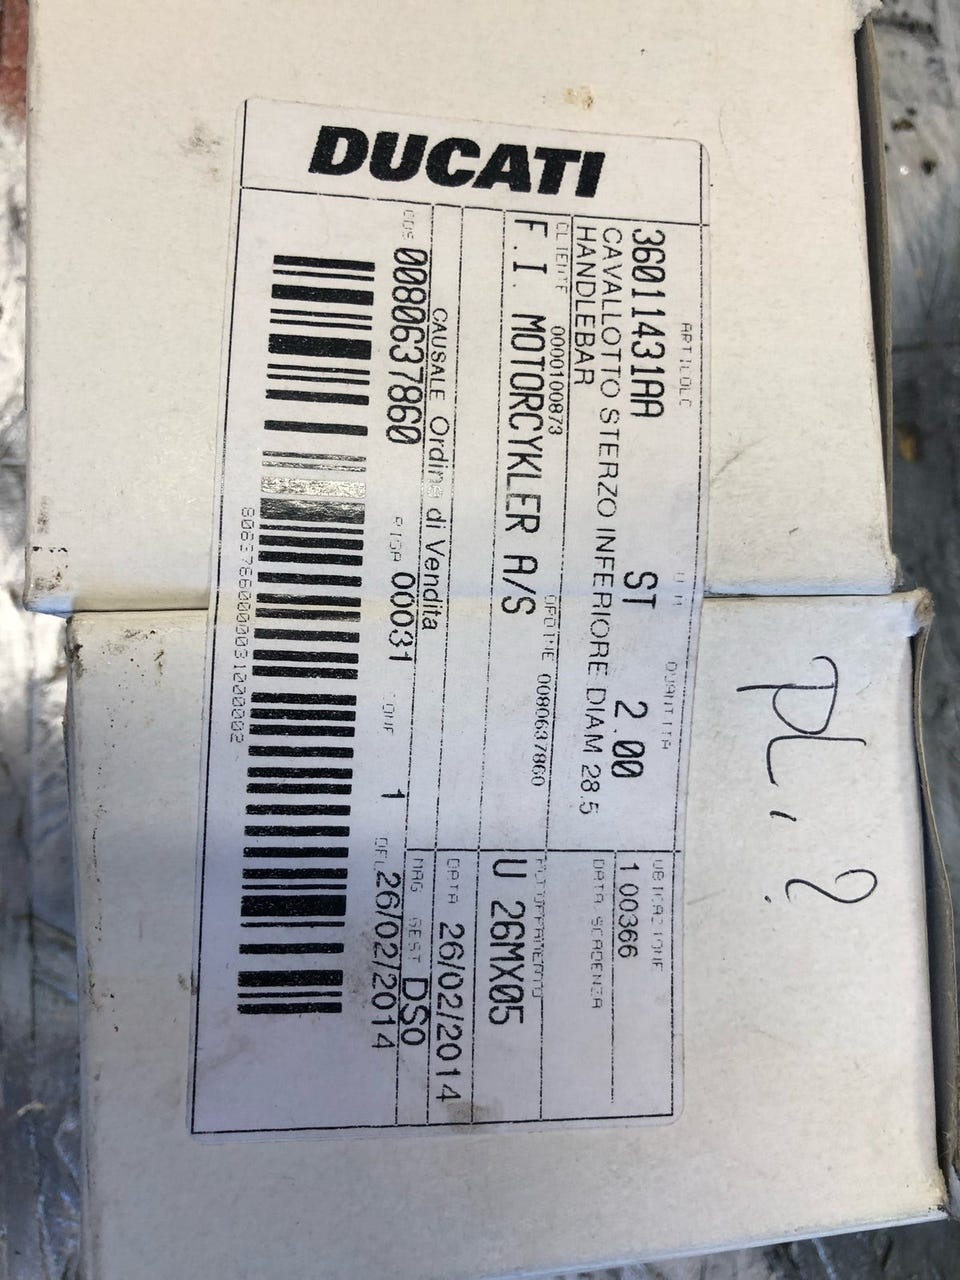 DUCATI
ARTICOLO
36011431AA
U M
ST
QUANTITA
2.00
UBICAZIONE
1 00366
CAVALLOTTO STERZO INFERIORE DIAM 28.5
HANDLEBAR
DATA SCADENZA
CLIENTE 0000100873
ORDINE 0080637860
F.I. MOTORCYKLER A/S
U 26MX05
DATA 26/02/2014
CAUSALE Ordine di Vendita
MAG GEST DS0
0080637860
RIGA 00031
1
DEL 26/02/2014
PL, ?